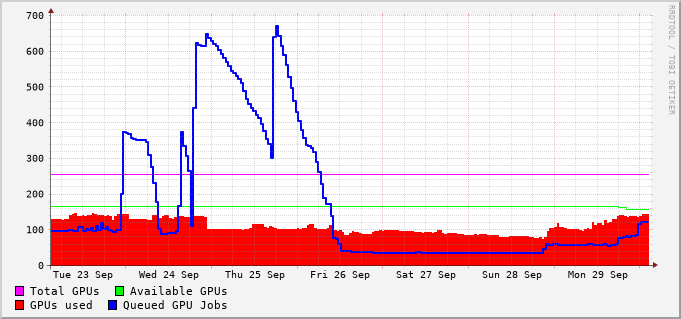 700
600
500
400
300
200
100
0
Tue 23 Sep Wed 24 Sep Thu 25 Sep Fri 26 Sep Sat 27 Sep Sun 28 Sep Mon 29 Sep
Total GPUs Available GPUs
GPUs used Queued GPU Jobs
RRDTOOL / TOBI OETIKER